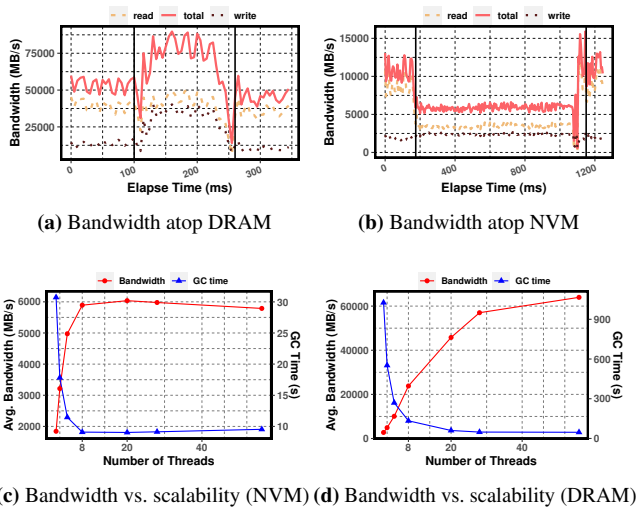 read total write
Bandwidth (MB/s)
75000
50000
25000
0 100 200 300
Elapse Time (ms)
(a) Bandwidth atop DRAM
read total write
Bandwidth (MB/s)
15000
10000
5000
0
0 400 800 1200
Elapse Time (ms)
(b) Bandwidth atop NVM
Bandwidth GC time
Avg. Bandwidth (MB/s)
6000
5000
4000
3000
2000
GC Time (s)
30
25
20
15
10
8 20 40
Number of Threads
(c) Bandwidth vs. scalability (NVM)
Bandwidth GC time
Avg. Bandwidth (MB/s)
60000
40000
20000
0
GC Time (s)
900
600
300
0
8 20 40
Number of Threads
(d) Bandwidth vs. scalability (DRAM)